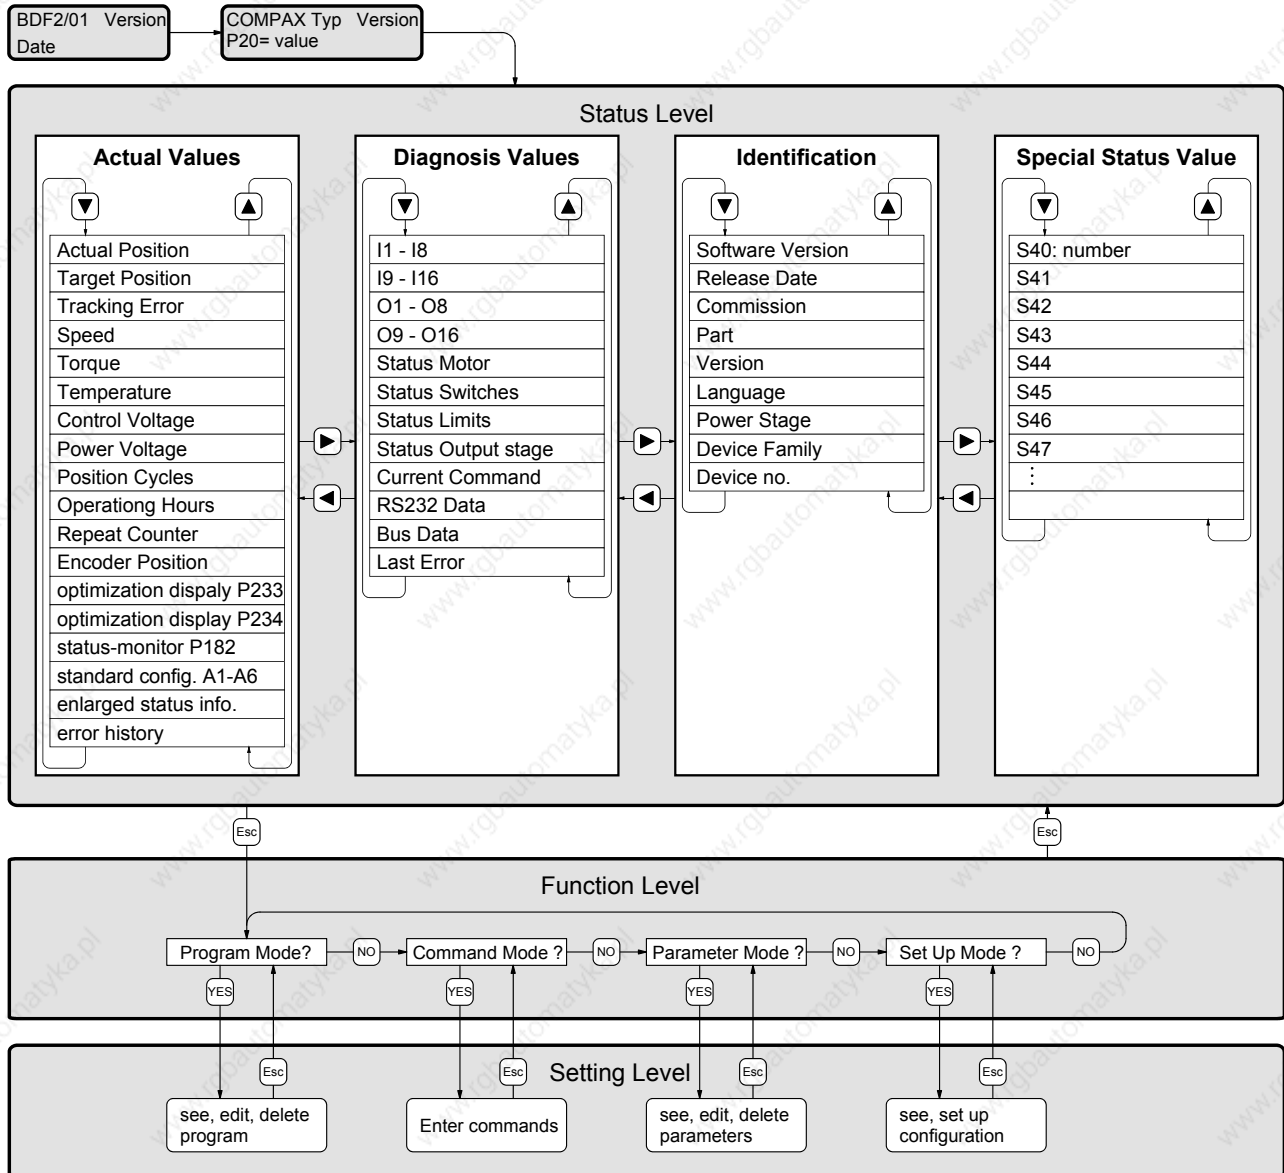 BDF2/01 Version
Date
COMPAX Typ Version
P20= value
Status Level
Actual Values
Actual Position
Target Position
Tracking Error
Speed
Torque
Temperature
Control Voltage
Power Voltage
Position Cycles
Operationg Hours
Repeat Counter
Encoder Position
optimization dispaly P233
optimization display P234
status-monitor P182
standard config. A1-A6
enlarged status info.
error history
Diagnosis Values
I1 - I8
I9 - I16
O1 - O8
O9 - O16
Status Motor
Status Switches
Status Limits
Status Output stage
Current Command
RS232 Data
Bus Data
Last Error
Identification
Software Version
Release Date
Commission
Part
Version
Language
Power Stage
Device Family
Device no.
Special Status Value
S40: number
S41
S42
S43
S44
S45
S46
S47
⋮
Esc
Esc
Function Level
Program Mode?
NO
Command Mode ?
NO
Parameter Mode ?
NO
Set Up Mode ?
NO
YES
YES
YES
YES
Setting Level
Esc
Esc
Esc
Esc
see, edit, delete
program
Enter commands
see, edit, delete
parameters
see, set up
configuration
www.rgbautomatyka.pl